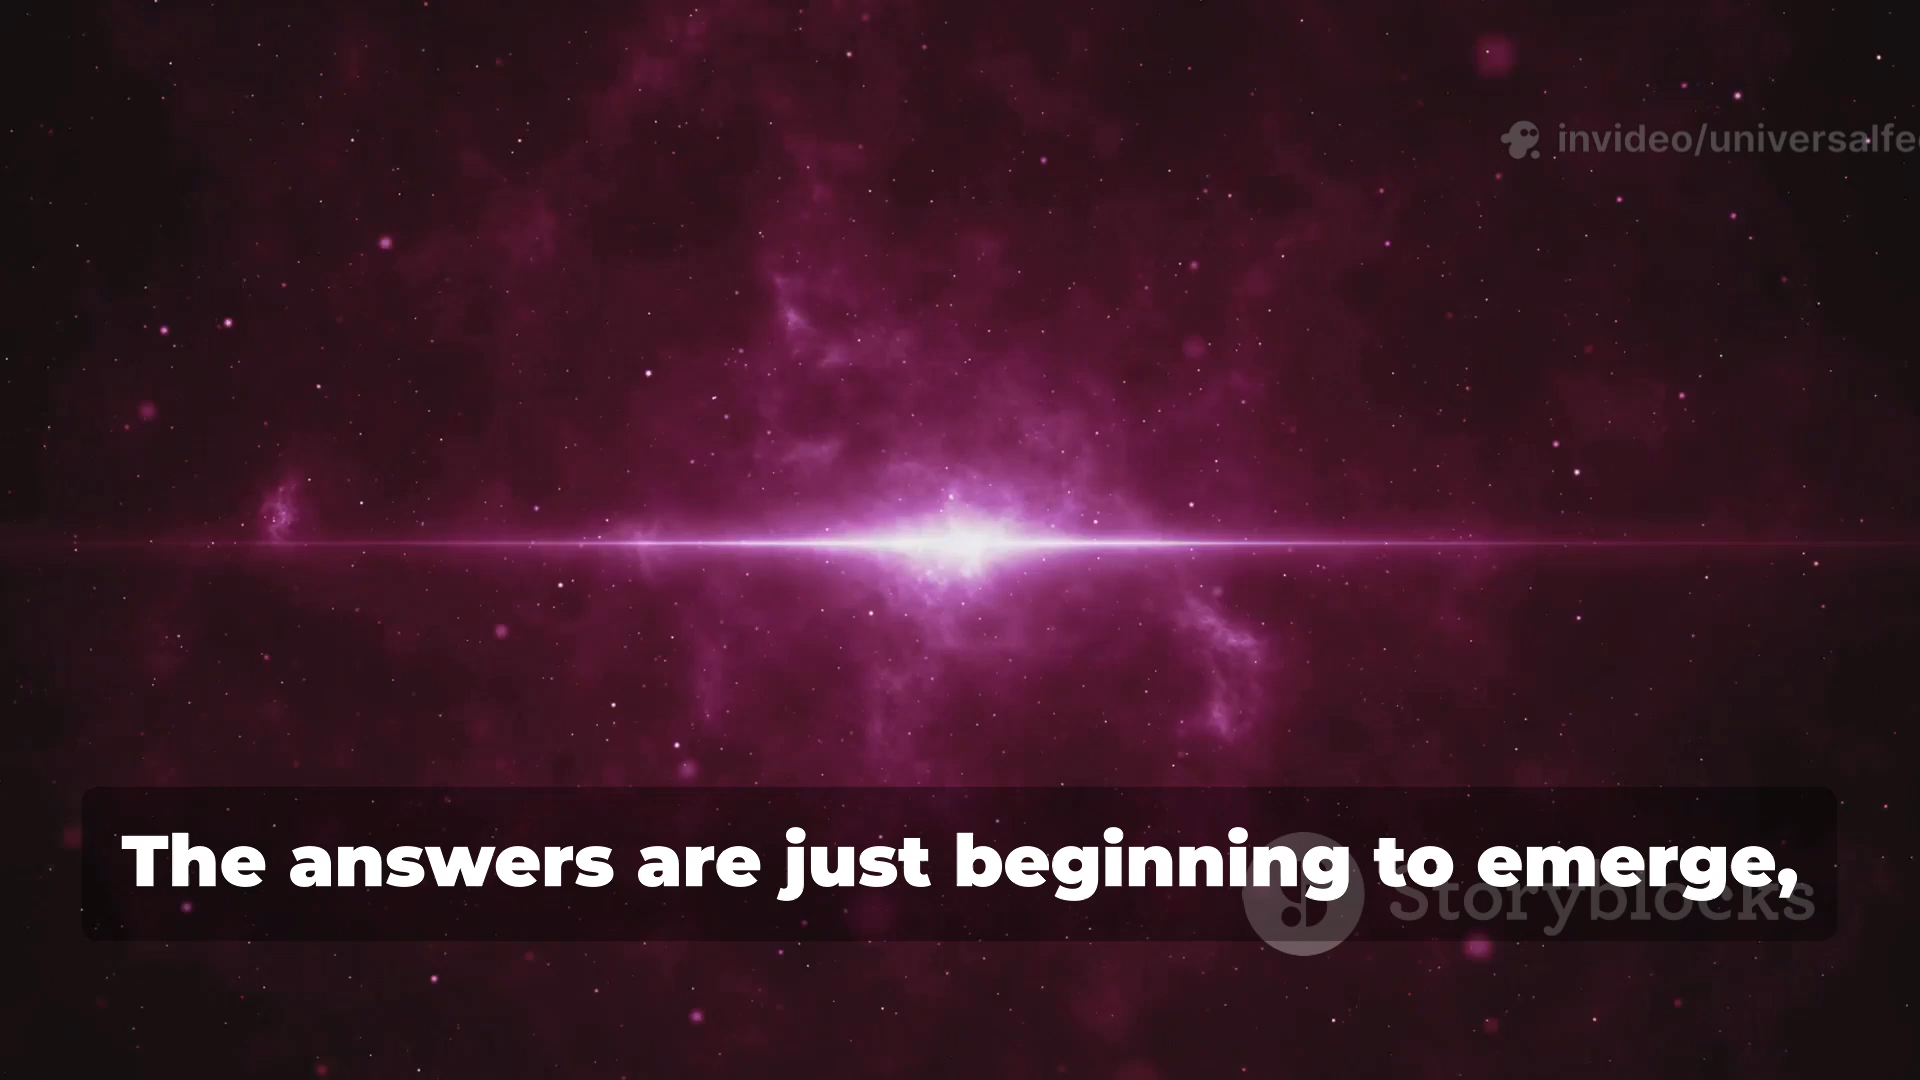 invideo/universalfe
The answers are just beginning to emerge,
Storyblocks